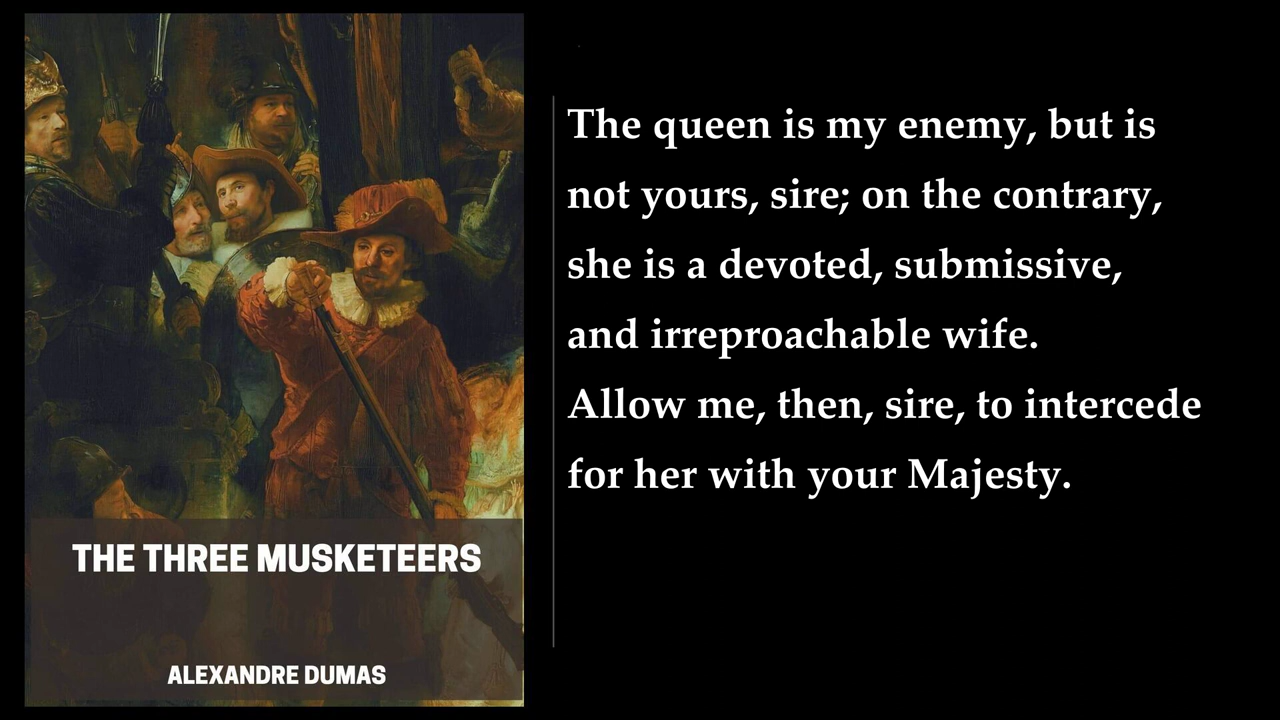 THE THREE MUSKETEERS
ALEXANDRE DUMAS
The queen is my enemy, but is
not yours, sire; on the contrary,
she is a devoted, submissive,
and irreproachable wife.
Allow me, then, sire, to intercede
for her with your Majesty.